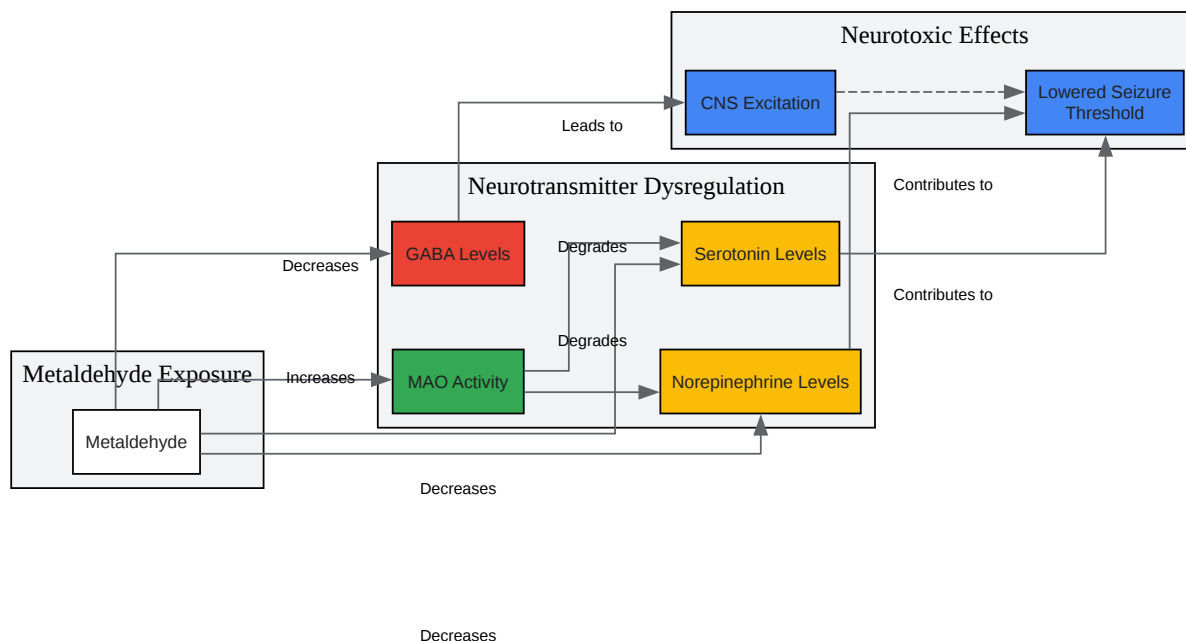 Neurotoxic Effects
CNS Excitation
Lowered Seizure
Threshold
Leads to
Neurotransmitter Dysregulation
Contributes to
GABA Levels
Degrades
Serotonin Levels
Decreases
Contributes to
Degrades
Metaldehyde Exposure
Increases
MAO Activity
Norepinephrine Levels
Metaldehyde
Decreases
Decreases